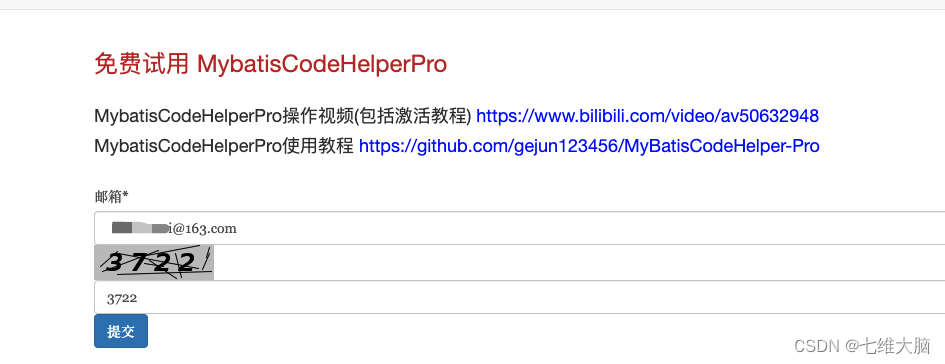 免费试用 MybatisCodeHelperPro
MybatisCodeHelperPro操作视频(包括激活教程) https://www.bilibili.com/video/av50632948
MybatisCodeHelperPro使用教程 https://github.com/gejun123456/MyBatisCodeHelper-Pro
邮箱*
i@163.com
3722
3722
提交
CSDN @七维大脑